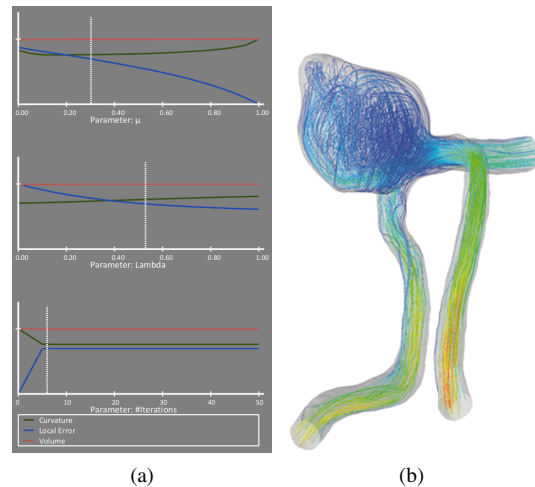 0.00 0.20 0.40 0.60 0.80 1.00
Parameter: μ
0.00 0.20 0.40 0.60 0.80 1.00
Parameter: Lambda
0 10 20 30 40 50
Parameter: #Iterations
Curvature
Local Error
Volume
(a)
(b)